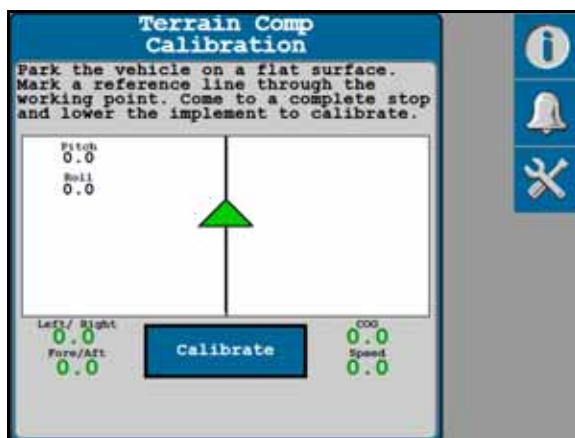 Terrain Comp
Calibration
Park the vehicle on a flat surface.
Mark a reference line through the
working point. Come to a complete stop
and lower the implement to calibrate.
Pitch
0.0
Roll
0.0
Left/ Right
0.0
Fore/Aft
0.0
Calibrate
COG
0.0
Speed
0.0